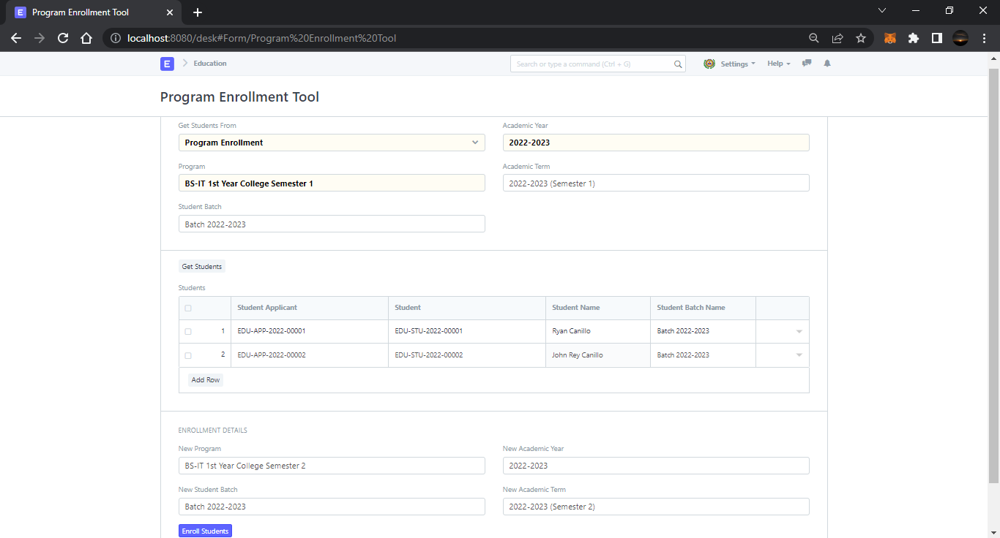 E Program Enrollment Tool
localhost:8080/desk#Form/Program%20Enrollment%20Tool
E Education Search or type a command (Ctrl + G) Settings Help
Program Enrollment Tool
Get Students From Academic Year
Program Enrollment 2022-2023
Program Academic Term
BS-IT 1st Year College Semester 1 2022-2023 (Semester 1)
Student Batch
Batch 2022-2023
Get Students
Students
Student Applicant Student Student Name Student Batch Name
1 EDU-APP-2022-00001 EDU-STU-2022-00001 Ryan Canillo Batch 2022-2023
2 EDU-APP-2022-00002 EDU-STU-2022-00002 John Rey Canillo Batch 2022-2023
Add Row
ENROLLMENT DETAILS
New Program New Academic Year
BS-IT 1st Year College Semester 2 2022-2023
New Student Batch New Academic Term
Batch 2022-2023 2022-2023 (Semester 2)
Enroll Students